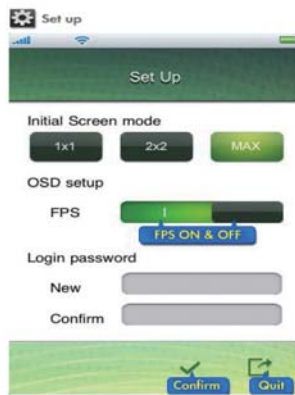 Set up
Set Up
Initial Screen mode
1x1 2x2 MAX
OSD setup
FPS I
FPS ON & OFF
Login password
New
Confirm
Confirm Quit